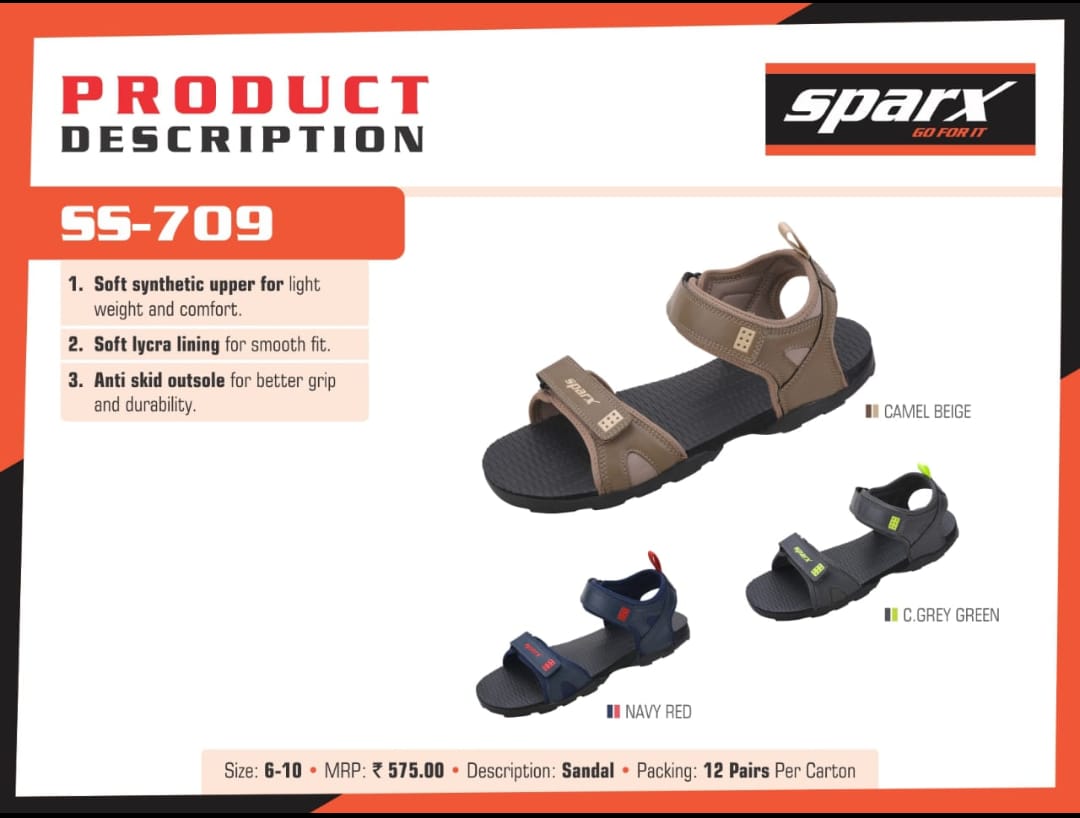 PRODUCT
DESCRIPTION
sparx
GO FOR IT
SS-709
1. Soft synthetic upper for light
weight and comfort.
2. Soft lycra lining for smooth fit.
3. Anti skid outsole for better grip
and durability.
sparx
CAMEL BEIGE
sparx
C.GREY GREEN
sparx
NAVY RED
Size: 6-10 • MRP: ₹ 575.00 • Description: Sandal • Packing: 12 Pairs Per Carton